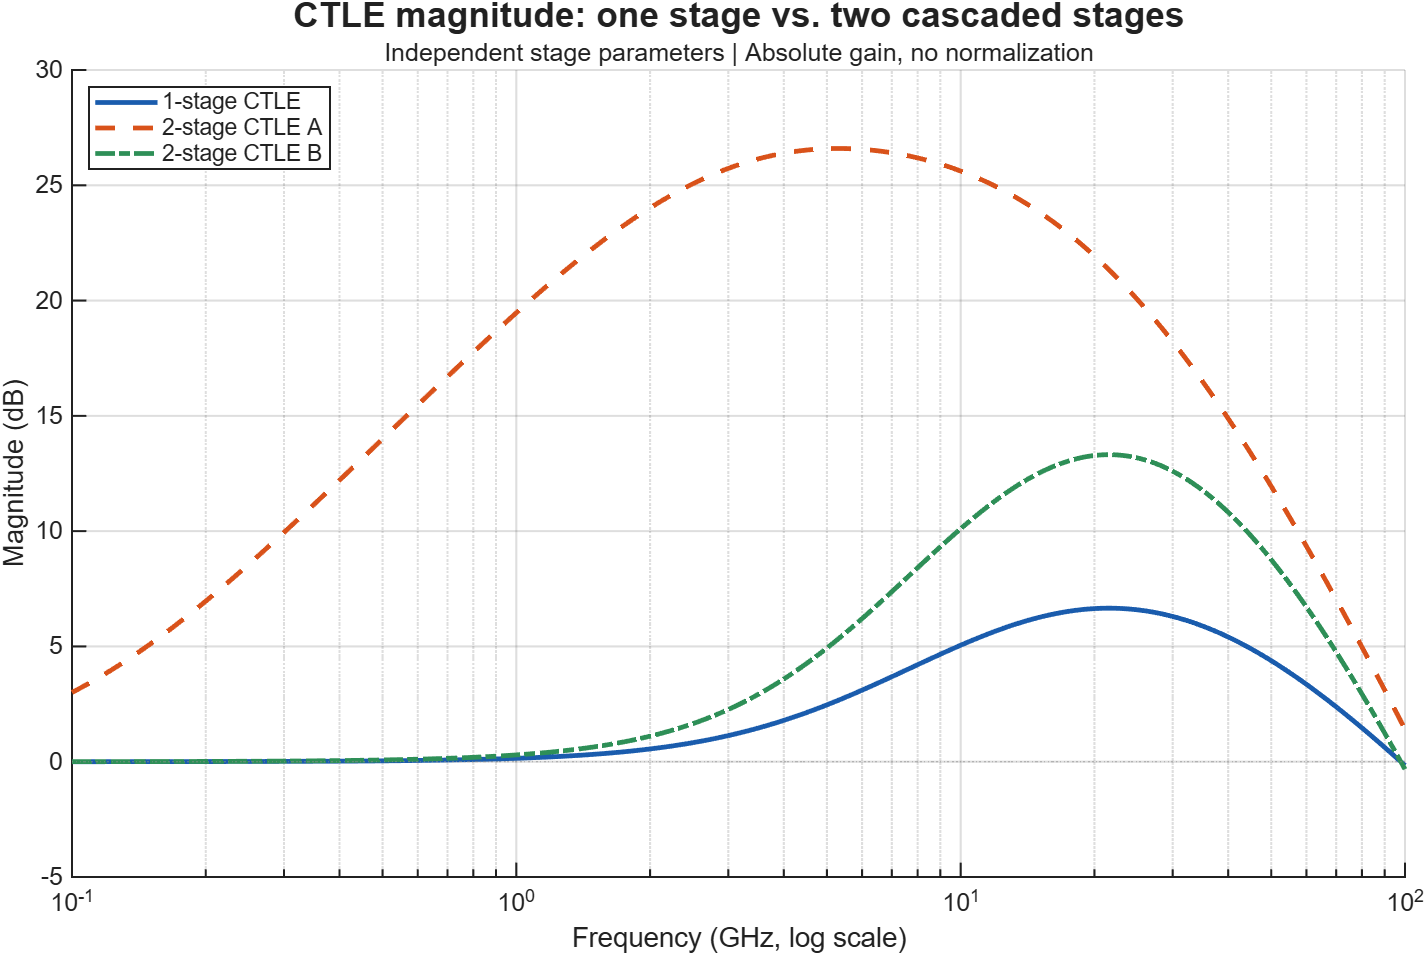 CTLE magnitude: one stage vs. two cascaded stages
Independent stage parameters | Absolute gain, no normalization
1-stage CTLE
2-stage CTLE A
2-stage CTLE B
Magnitude (dB)
30
25
20
15
10
5
0
-5
10⁻¹ 10⁰ 10¹ 10²
Frequency (GHz, log scale)